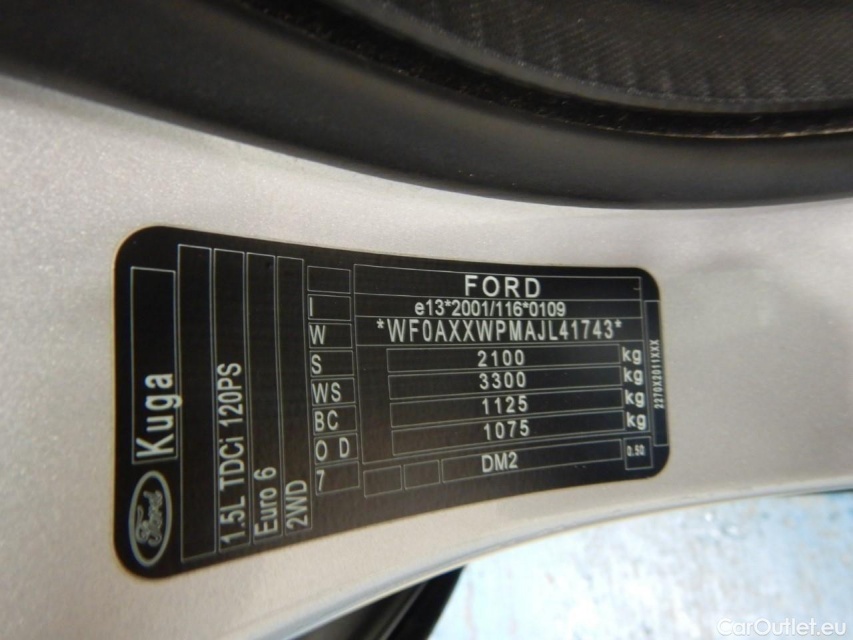 FORD
e13*2001/116*0109
*WF0AXXWPMAJL41743*
2100 kg
3300 kg
1125 kg
1075 kg
DM2
0.50
2270X2011XXX
I
W
S
WS
BC
O D
7
Ford
Kuga
1.5L TDCi 120PS
Euro 6
2WD
CarOutlet.eu